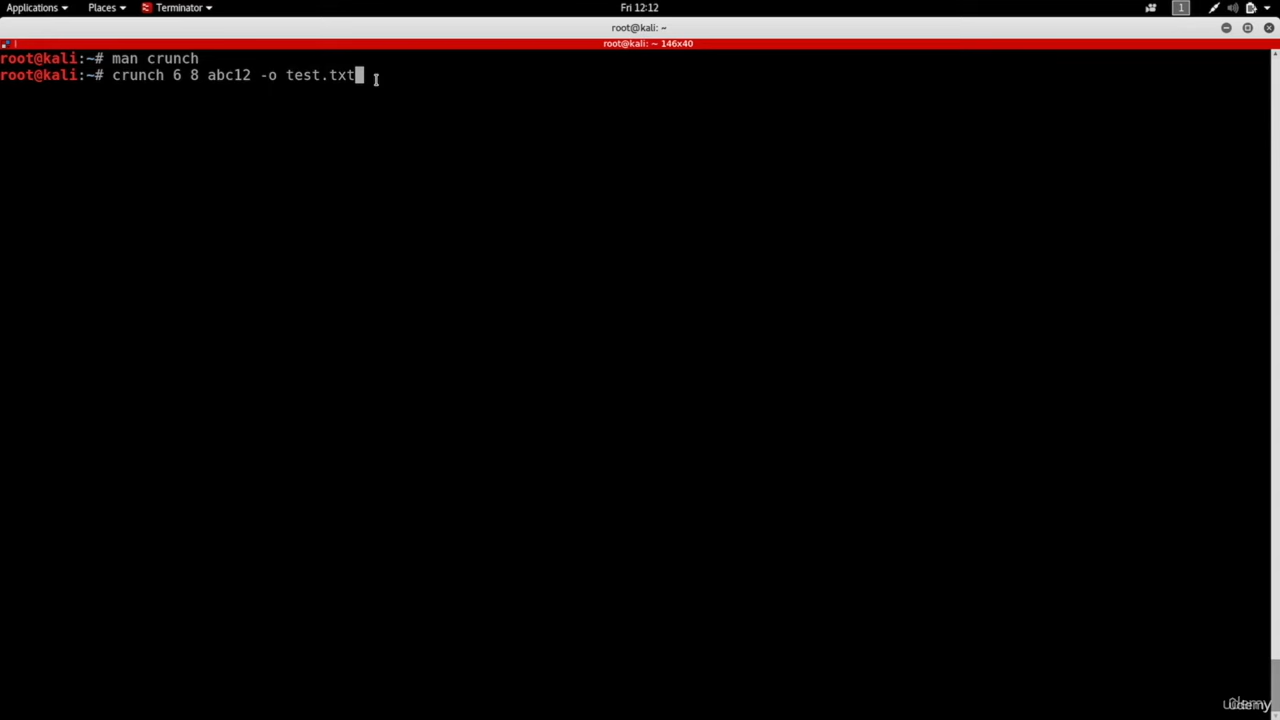 Applications Places Terminator Fri 12:12 1
root@kali: ~
root@kali: ~ 146x40
root@kali:~# man crunch
root@kali:~# crunch 6 8 abc12 -o test.txt
Udemy